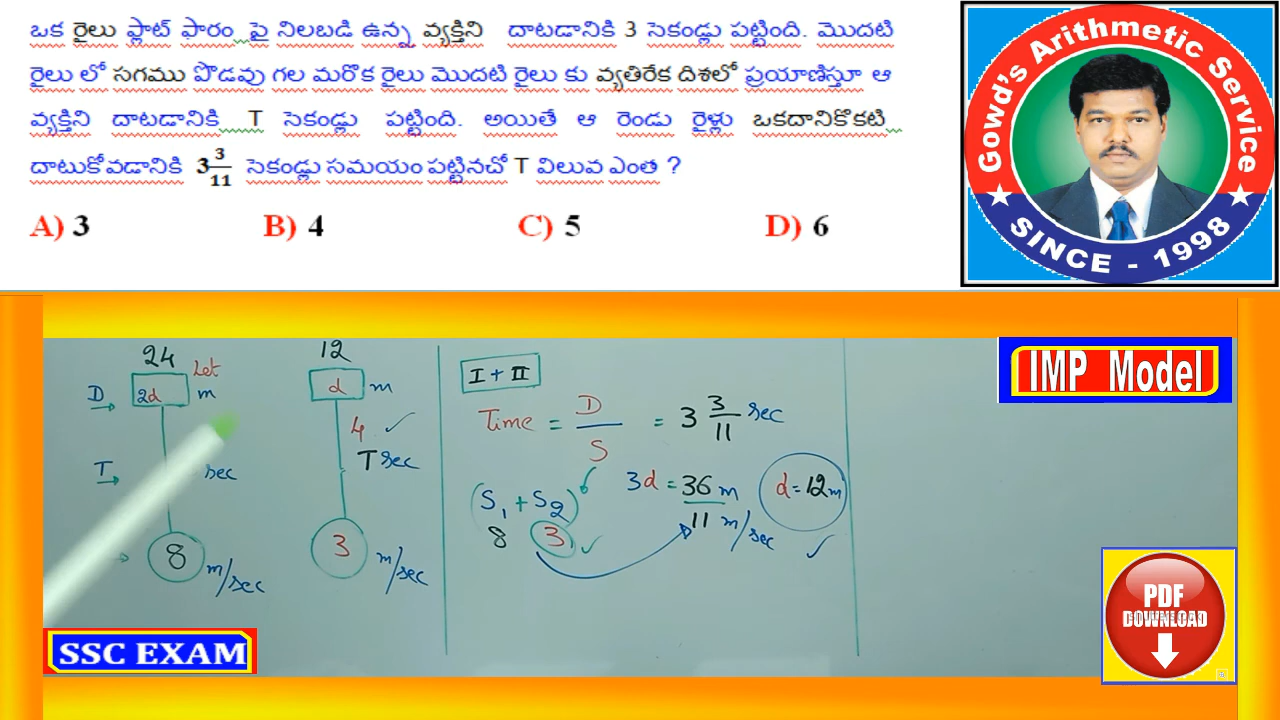 ఒక రైలు ఫ్లాట్ ఫారం పై నిలబడి ఉన్న వ్యక్తిని దాటడానికి 3 సెకండ్లు పట్టింది. మొదటి
రైలు లో సగము పొడవు గల మరొక రైలు మొదటి రైలు కు వ్యతిరేక దిశలో ప్రయాణిస్తూ ఆ
వ్యక్తిని దాటడానికి T సెకండ్లు పట్టింది. అయితే ఆ రెండు రైళ్లు ఒకదానికొకటి
దాటుకోవడానికి 3 3/11 సెకండ్లు సమయం పట్టినచో T విలువ ఎంత ?
A) 3 B) 4 C) 5 D) 6
Gowd's Arithmetic Service
SINCE - 1998
IMP Model
24 Let 12
D 2d m d m
4
T sec T sec
8 m/sec 3 m/sec
I + II
Time = D/S = 3 3/11 sec
(S1 + S2) 3d = 36 m d = 12m
8 3 11 m/sec
SSC EXAM
PDF
DOWNLOAD